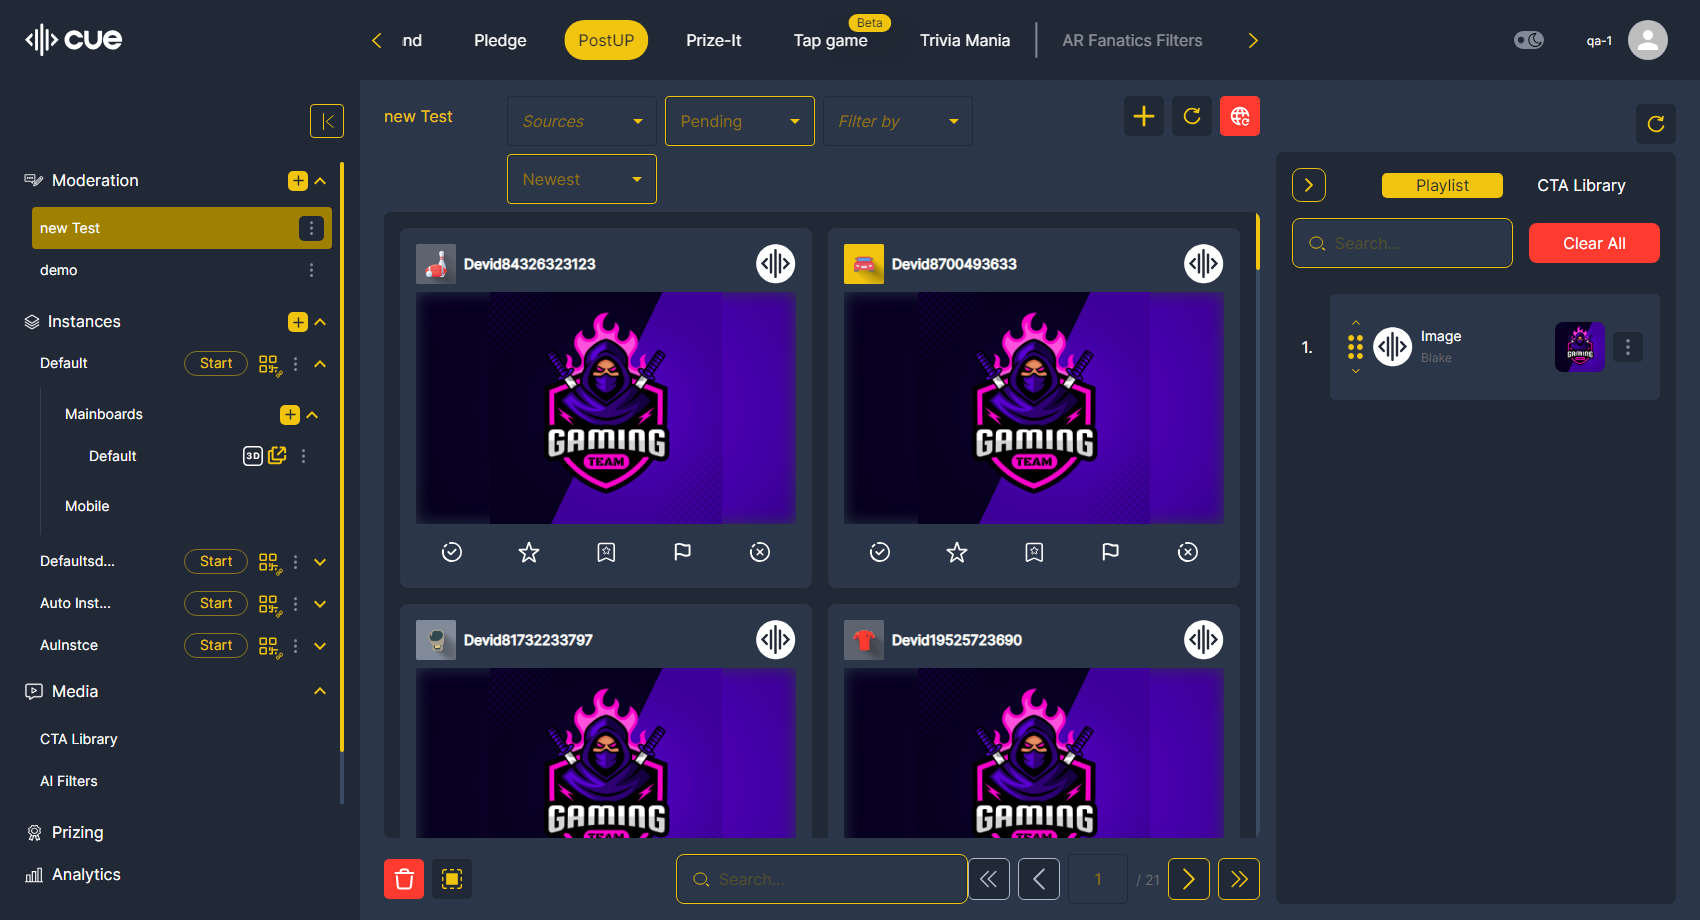 cue
nd
Pledge
PostUP
Prize-It
Beta
Tap game
Trivia Mania
AR Fanatics Filters
qa-1
Moderation
new Test
demo
Instances
Default
Start
Mainboards
Default
3D
Mobile
Defaultsd...
Start
Auto Inst...
Start
AuInstce
Start
Media
CTA Library
AI Filters
Prizing
Analytics
new Test
Sources
Pending
Filter by
Newest
Devid84326323123
GAMING
TEAM
Devid8700493633
GAMING
TEAM
Devid81732233797
GAMING
TEAM
Devid19525723690
GAMING
TEAM
Search...
1
/ 21
Playlist
CTA Library
Search...
Clear All
1.
Image
Blake
GAMING